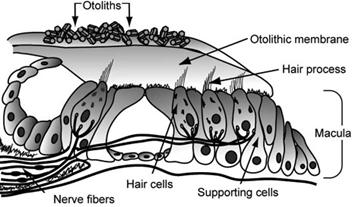 Otoliths
Otolithic membrane
Hair process
Macula
Hair cells
Supporting cells
Nerve fibers